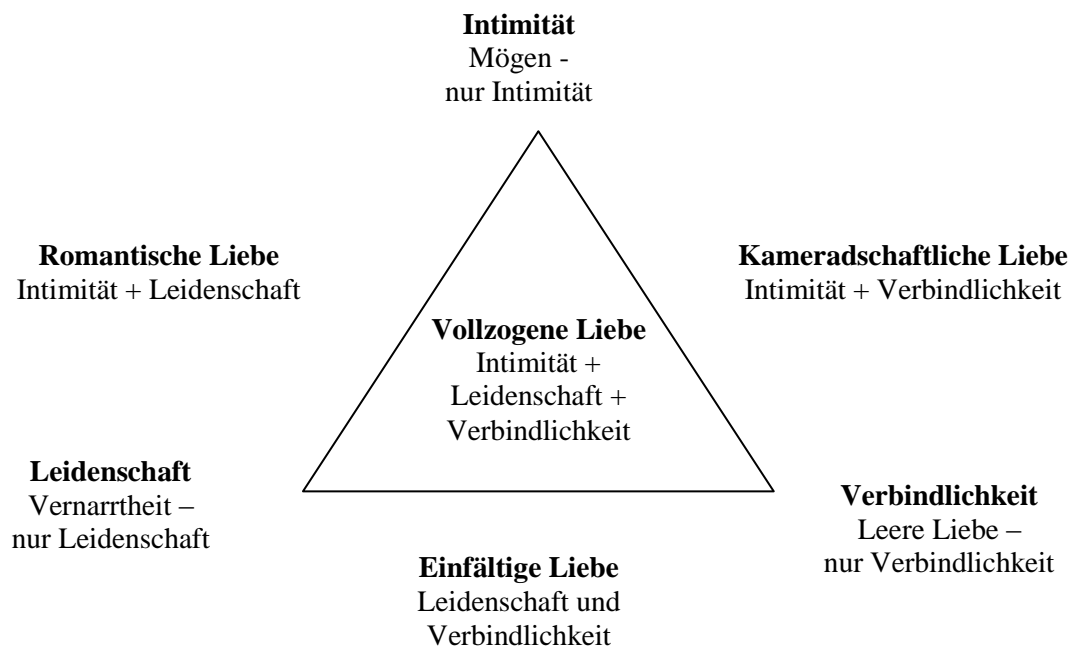 Intimität
Mögen -
nur Intimität
Romantische Liebe
Intimität + Leidenschaft
Kameradschaftliche Liebe
Intimität + Verbindlichkeit
Vollzogene Liebe
Intimität +
Leidenschaft +
Verbindlichkeit
Leidenschaft
Vernarrtheit –
nur Leidenschaft
Verbindlichkeit
Leere Liebe –
nur Verbindlichkeit
Einfältige Liebe
Leidenschaft und
Verbindlichkeit